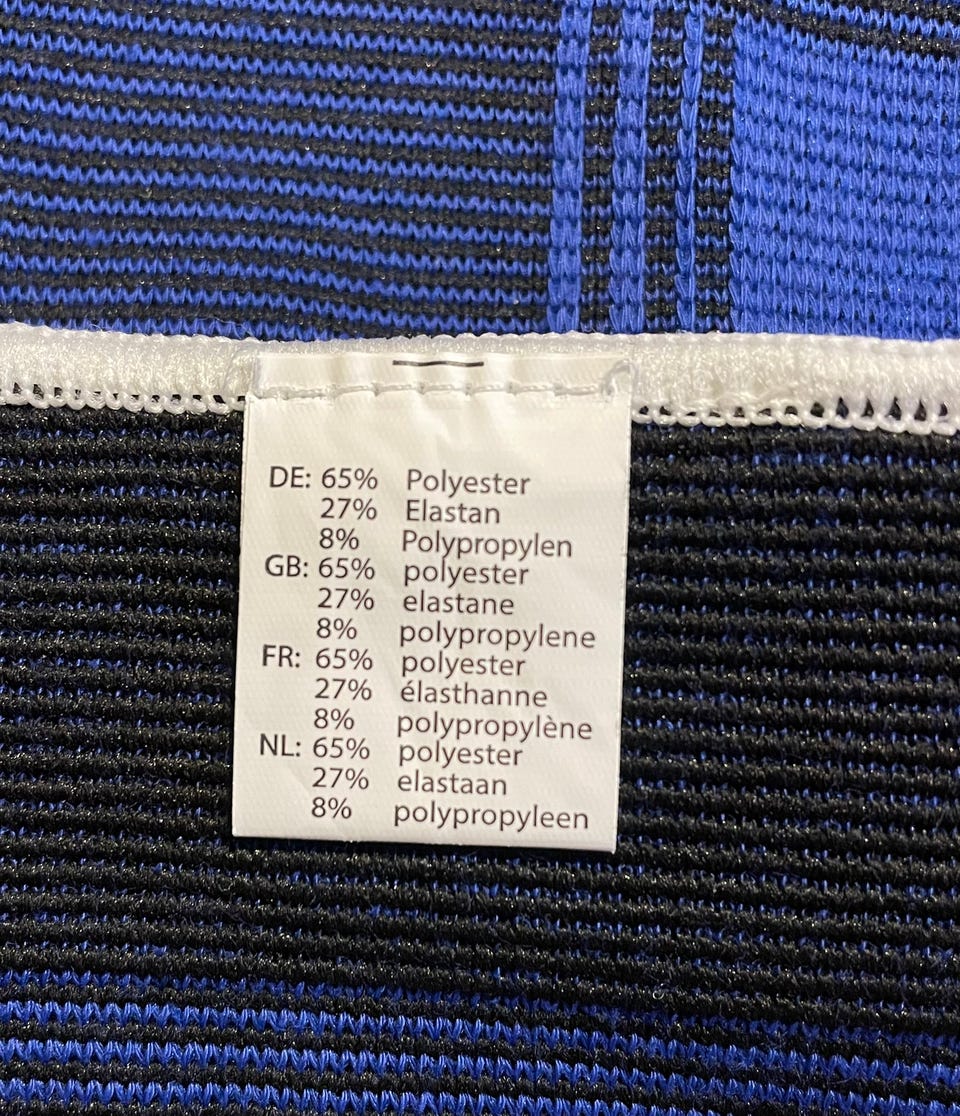 DE: 65% Polyester
27% Elastan
8% Polypropylen
GB: 65% polyester
27% elastane
8% polypropylene
FR: 65% polyester
27% élasthanne
8% polypropylène
NL: 65% polyester
27% elastaan
8% polypropyleen